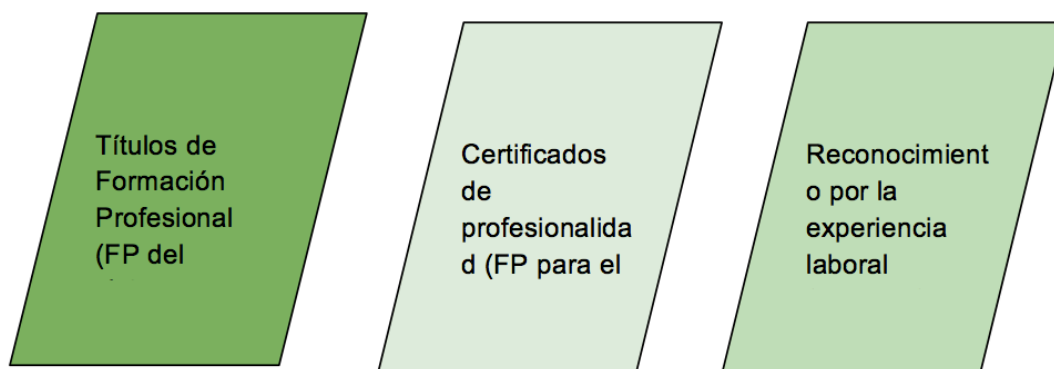 Títulos de
Formación
Profesional
(FP del
Certificados
de
profesionalida
d (FP para el
Reconocimient
o por la
experiencia
laboral